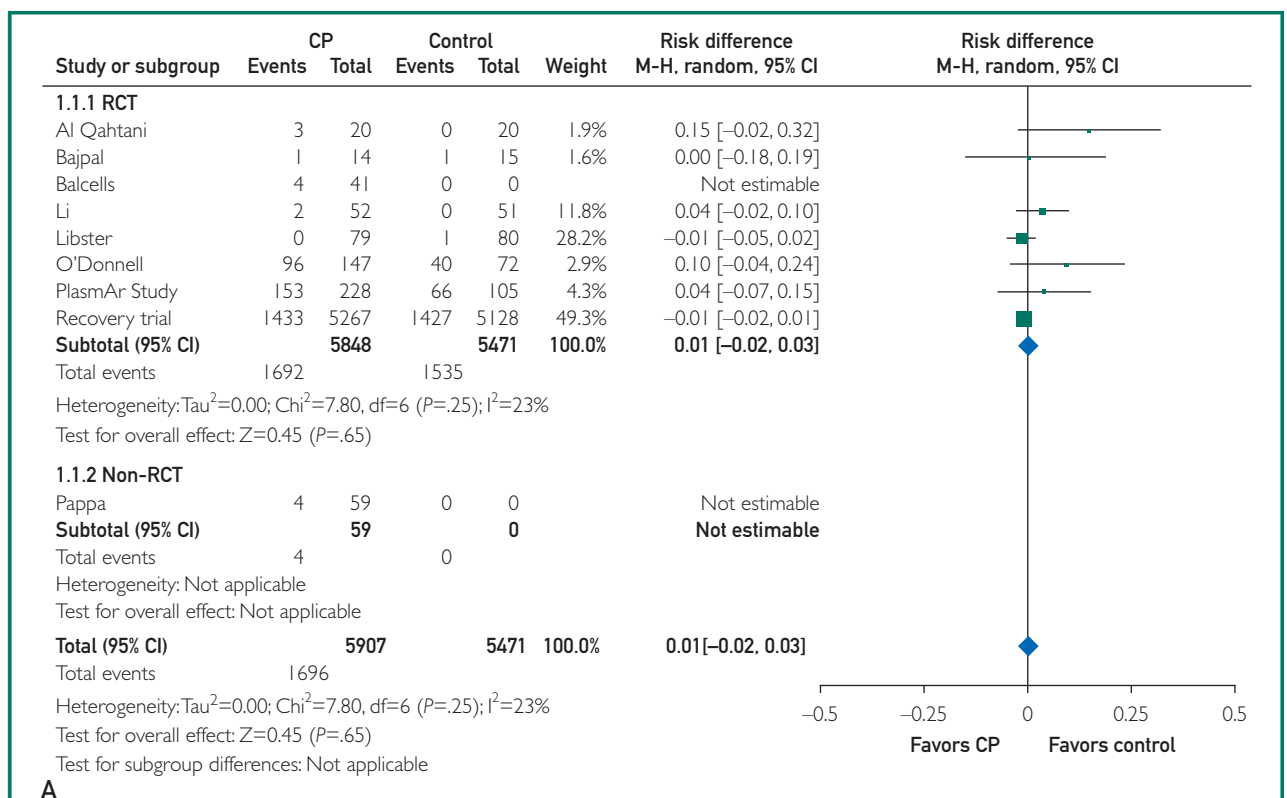 CP Control Risk difference Risk difference
Study or subgroup Events Total Events Total Weight M-H, random, 95% CI M-H, random, 95% CI
1.1.1 RCT
Al Qahtani 3 20 0 20 1.9% 0.15 [–0.02, 0.32]
Bajpal 1 14 1 15 1.6% 0.00 [–0.18, 0.19]
Balcells 4 41 0 0 Not estimable
Li 2 52 0 51 11.8% 0.04 [–0.02, 0.10]
Libster 0 79 1 80 28.2% –0.01 [–0.05, 0.02]
O'Donnell 96 147 40 72 2.9% 0.10 [–0.04, 0.24]
PlasmAr Study 153 228 66 105 4.3% 0.04 [–0.07, 0.15]
Recovery trial 1433 5267 1427 5128 49.3% –0.01 [–0.02, 0.01]
Subtotal (95% CI) 5848 5471 100.0% 0.01 [–0.02, 0.03]
Total events 1692 1535
Heterogeneity: Tau²=0.00; Chi²=7.80, df=6 (P=.25); I²=23%
Test for overall effect: Z=0.45 (P=.65)
1.1.2 Non-RCT
Pappa 4 59 0 0 Not estimable
Subtotal (95% CI) 59 0 Not estimable
Total events 4 0
Heterogeneity: Not applicable
Test for overall effect: Not applicable
Total (95% CI) 5907 5471 100.0% 0.01[–0.02, 0.03]
Total events 1696
Heterogeneity: Tau²=0.00; Chi²=7.80, df=6 (P=.25); I²=23%
Test for overall effect: Z=0.45 (P=.65)
Test for subgroup differences: Not applicable
–0.5 –0.25 0 0.25 0.5
Favors CP Favors control
A